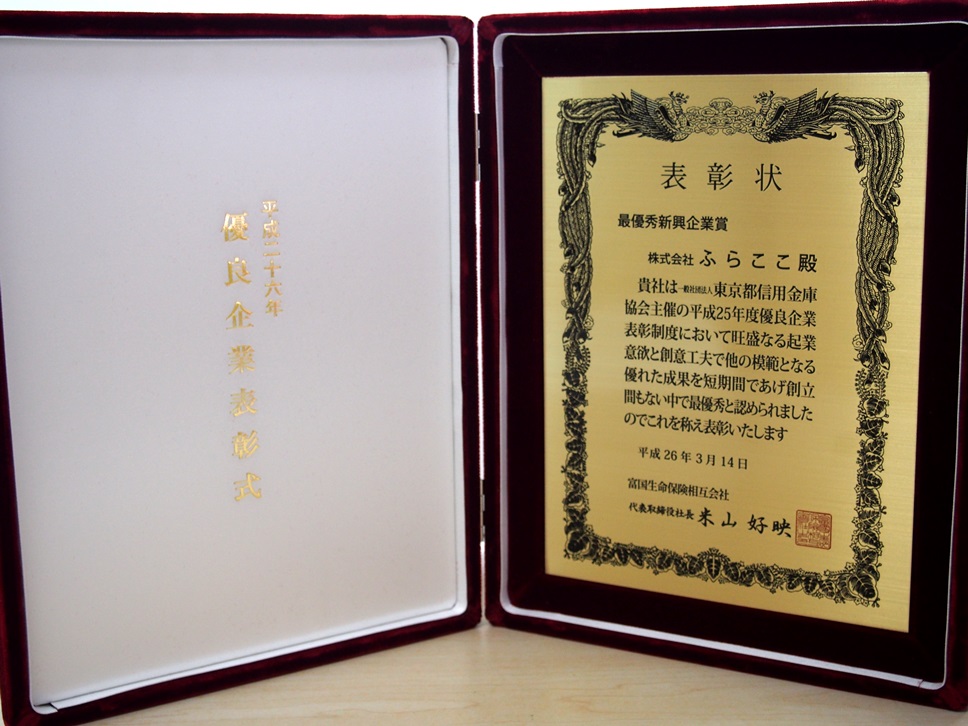 平成二十六年
優良企業表彰式
表彰状
最優秀新興企業賞
株式会社 ふらここ殿
貴社は一般社団法人東京都信用金庫
協会主催の平成25年度優良企業
表彰制度において旺盛なる起業
意欲と創意工夫で他の模範となる
優れた成果を短期間であげ創立
間もない中で最優秀と認められました
のでこれを称え表彰いたします
平成26年3月14日
富国生命保険相互会社
代表取締役社長 米山 好映